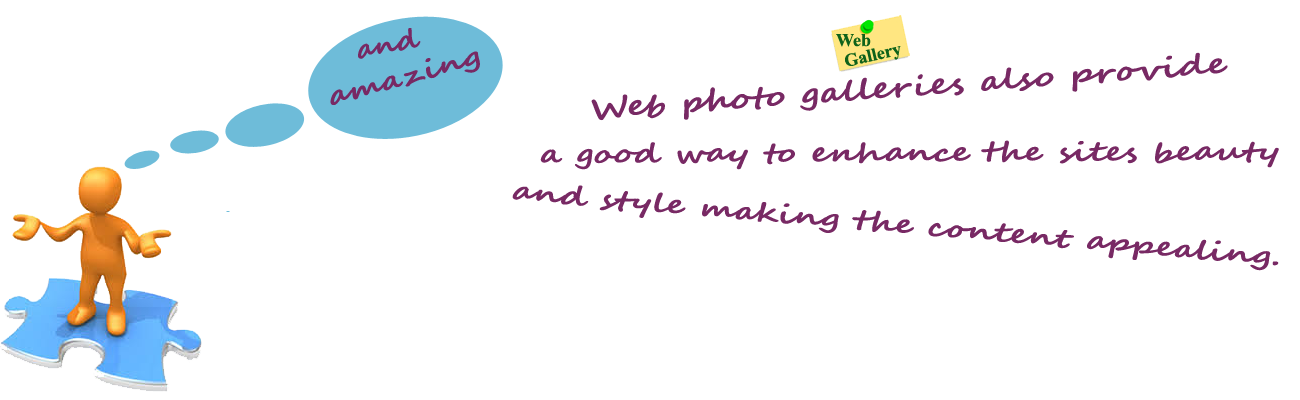 and
amazing
Web
Gallery
Web photo galleries also provide
a good way to enhance the sites beauty
and style making the content appealing.